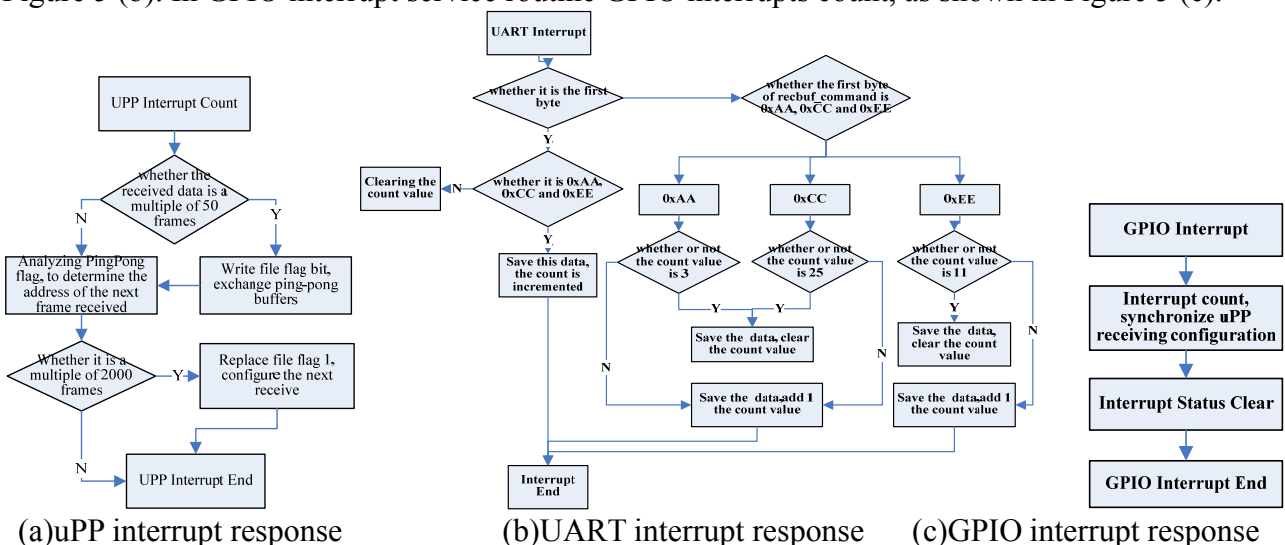 Figure 5 (b). In GPIO interrupt service routine GPIO interrupts count, as shown in Figure 5 (c).
UPP Interrupt Count
whether the
received data is a
multiple of 50
frames
N
Y
Analyzing PingPong
flag, to determine the
address of the next
frame received
Write file flag bit,
exchange ping-pong
buffers
Whether it is a
multiple of 2000
frames
Y
Replace file flag 1,
configure the next
receive
N
UPP Interrupt End
(a)uPP interrupt response
UART Interrupt
whether it is the first
byte
whether the first byte
of recbuf_command is
0xAA, 0xCC and 0xEE
Y
Clearing the
count value
N
whether it is 0xAA,
0xCC and 0xEE
Y
Save this data,
the count is
incremented
0xAA
0xCC
0xEE
whether or not
the count value
is 3
whether or not
the count value
is 25
whether or not
the count value
is 11
Y
Y
Y
Save the data, clear
the count value
Save the data,
clear the count
value
N
N
N
Save the data,add 1
the count value
Save the data,add 1
the count value
Interrupt
End
(b)UART interrupt response
GPIO Interrupt
Interrupt count,
synchronize uPP
receiving configuration
Interrupt Status Clear
GPIO Interrupt End
(c)GPIO interrupt response